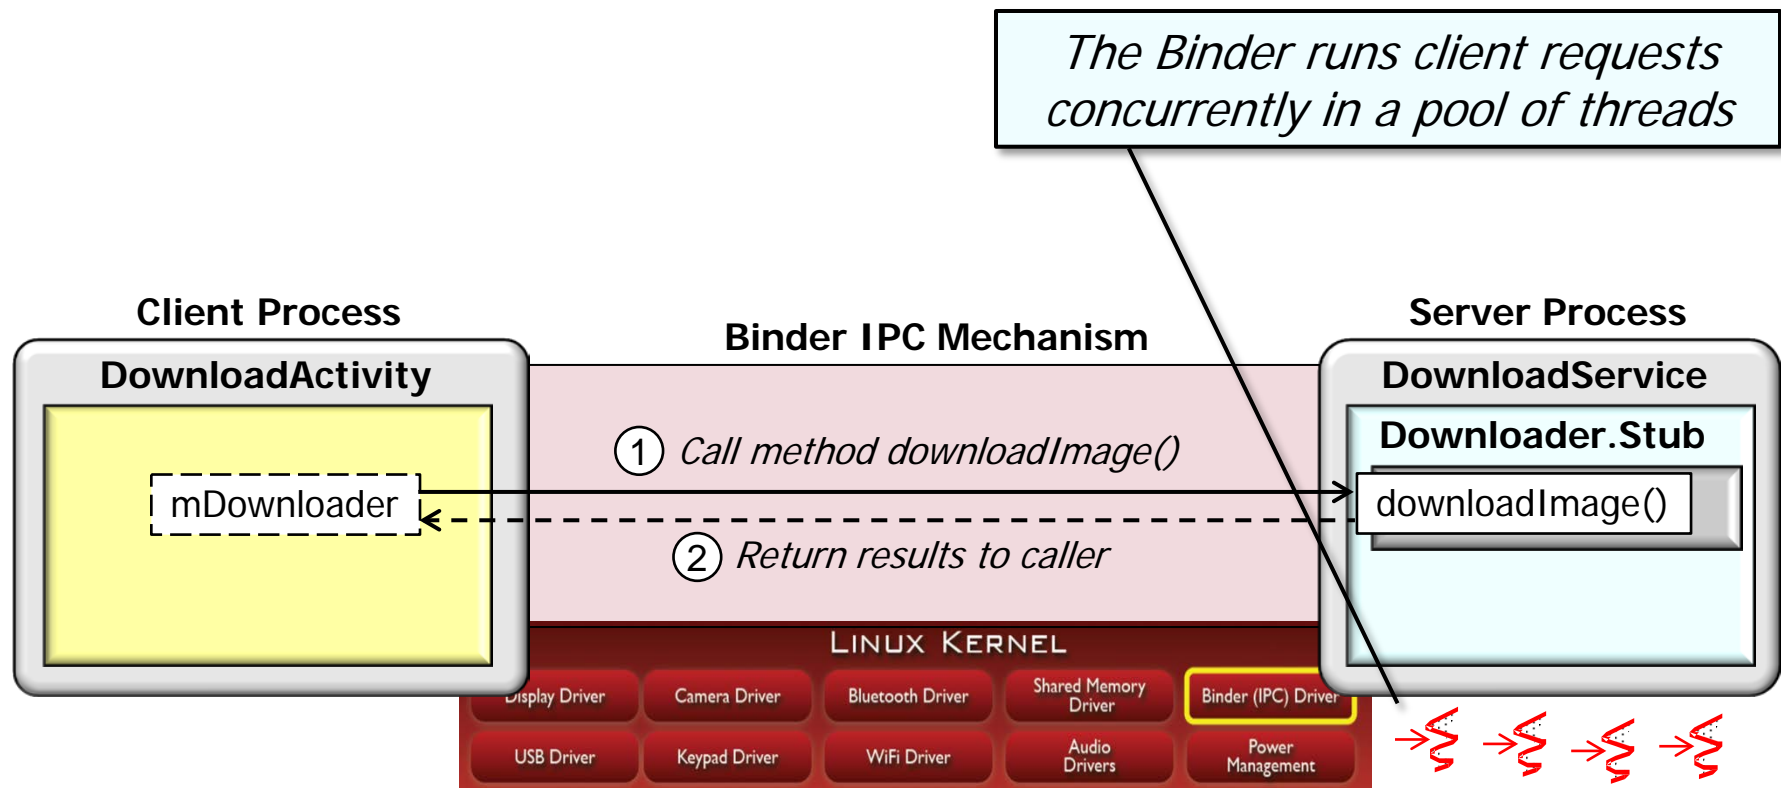 The Binder runs client requests
concurrently in a pool of threads
Client Process
Binder IPC Mechanism
Server Process
DownloadActivity
DownloadService
Downloader.Stub
1 Call method downloadImage()
mDownloader
downloadImage()
2 Return results to caller
LINUX KERNEL
Display Driver
Camera Driver
Bluetooth Driver
Shared Memory
Driver
Binder (IPC) Driver
USB Driver
Keypad Driver
WiFi Driver
Audio
Drivers
Power
Management